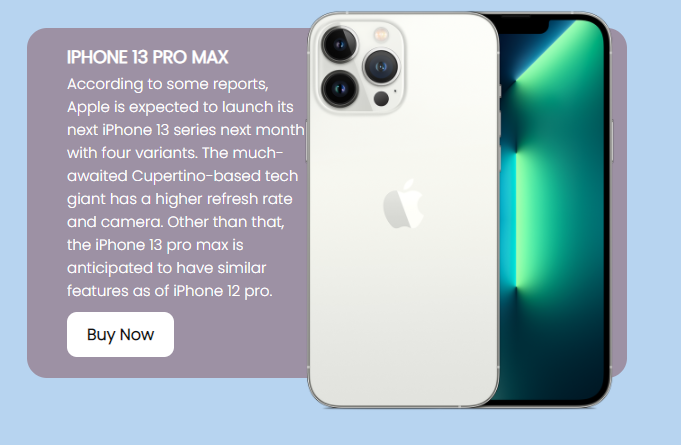 IPHONE 13 PRO MAX
According to some reports,
Apple is expected to launch its
next iPhone 13 series next month
with four variants. The much-
awaited Cupertino-based tech
giant has a higher refresh rate
and camera. Other than that,
the iPhone 13 pro max is
anticipated to have similar
features as of iPhone 12 pro.
Buy Now